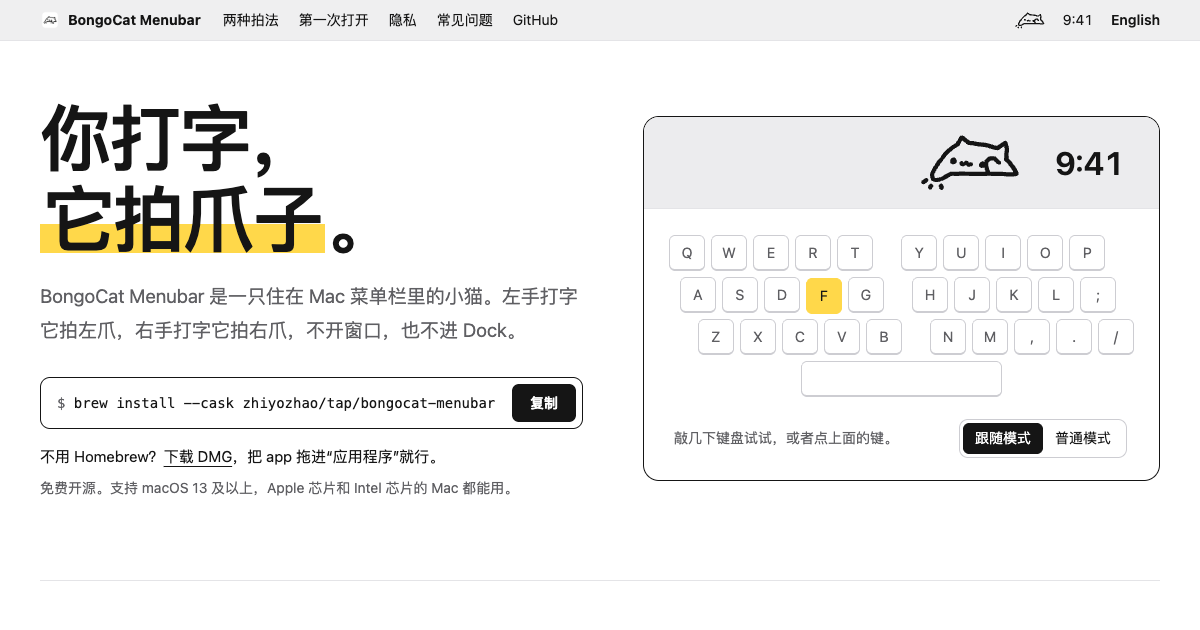 BongoCat Menubar 两种拍法 第一次打开 隐私 常见问题 GitHub 9:41 English
你打字，
它拍爪子。
BongoCat Menubar 是一只住在 Mac 菜单栏里的小猫。左手打字
它拍左爪，右手打字它拍右爪，不开窗口，也不进 Dock。
$ brew install --cask zhiyozhao/tap/bongocat-menubar 复制
不用 Homebrew？下载 DMG，把 app 拖进“应用程序”就行。
免费开源。支持 macOS 13 及以上，Apple 芯片和 Intel 芯片的 Mac 都能用。
9:41
Q W E R T Y U I O P
A S D F G H J K L ;
Z X C V B N M , . /
敲几下键盘试试，或者点上面的键。 跟随模式 普通模式